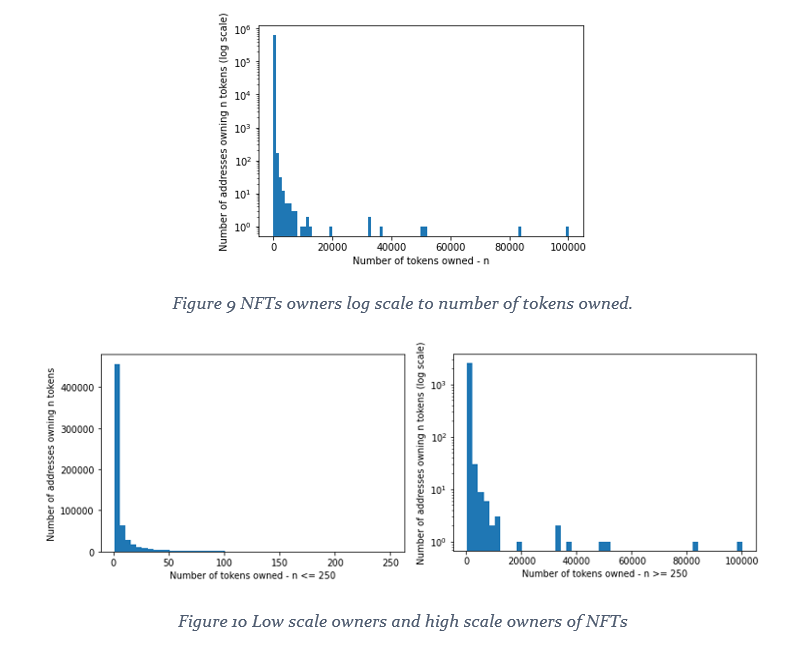 Number of addresses owning n tokens (log scale)
10⁶
10⁵
10⁴
10³
10²
10¹
10⁰
0 20000 40000 60000 80000 100000
Number of tokens owned - n
Figure 9 NFTs owners log scale to number of tokens owned.
Number of addresses owning n tokens
400000
300000
200000
100000
0
0 50 100 150 200 250
Number of tokens owned - n <= 250
Number of addresses owning n tokens (log scale)
10³
10²
10¹
10⁰
0 20000 40000 60000 80000 100000
Number of tokens owned - n >= 250
Figure 10 Low scale owners and high scale owners of NFTs